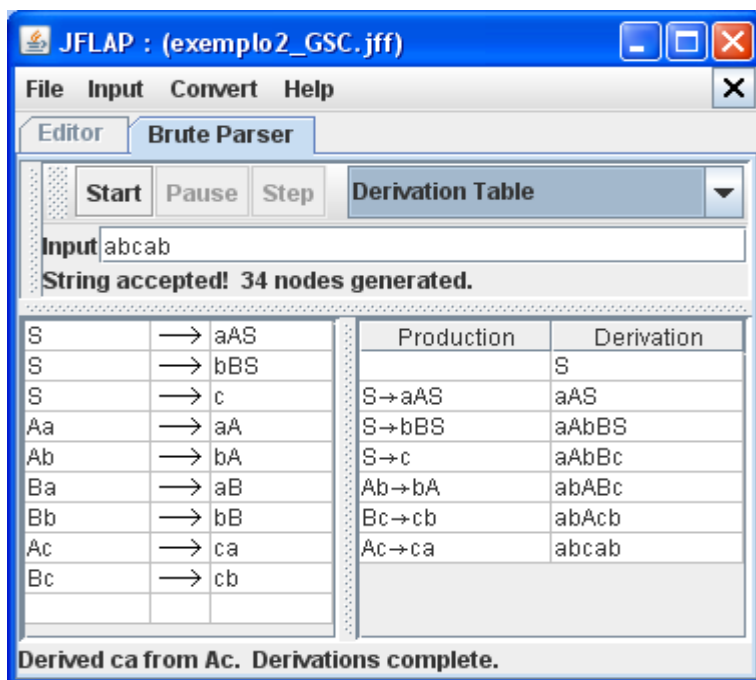 JFLAP : (exemplo2_GSC.jff)
File Input Convert Help
Editor Brute Parser
Start Pause Step Derivation Table
Input abcab
String accepted! 34 nodes generated.
S → aAS
S → bBS
S → c
Aa → aA
Ab → bA
Ba → aB
Bb → bB
Ac → ca
Bc → cb
Production Derivation
S
S→aAS aAS
S→bBS aAbBS
S→c aAbBc
Ab→bA abABc
Bc→cb abAcb
Ac→ca abcab
Derived ca from Ac. Derivations complete.